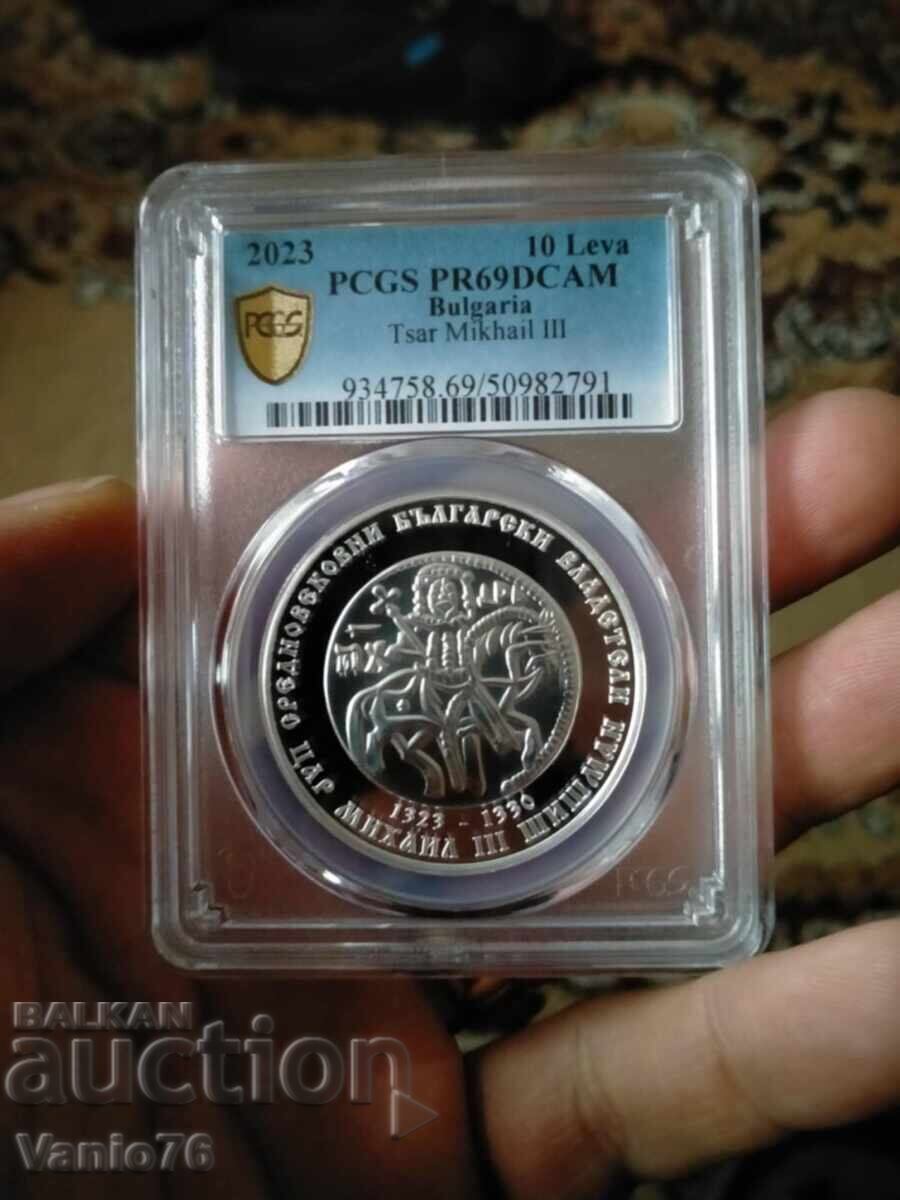 2023 10 Leva
PCGS PR69DCAM
Bulgaria
Tsar Mikhail III
934758.69/50982791
PCGS
СРЕДНОВЕКОВНИ БЪЛГАРСКИ ВЛАДЕТЕЛИ
1323 - 1330
ЦАР МИХАИЛ III ШИШМАН
PCGS
BALKAN
auction
Vanio76